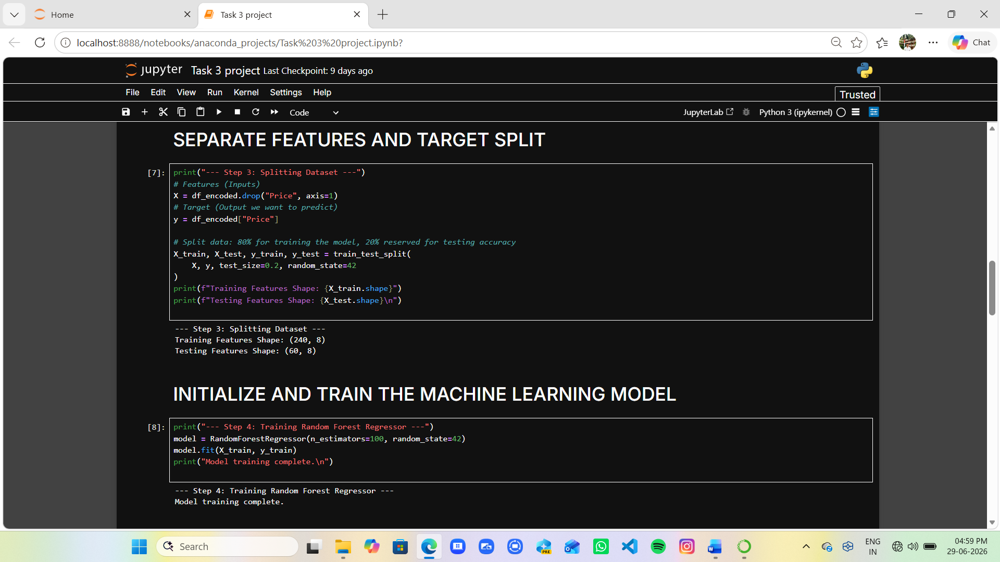 Home
Task 3 project
localhost:8888/notebooks/anaconda_projects/Task%203%20project.ipynb?
Chat
jupyter Task 3 project Last Checkpoint: 9 days ago
File Edit View Run Kernel Settings Help
Trusted
Code
JupyterLab
Python 3 (ipykernel)
SEPARATE FEATURES AND TARGET SPLIT
[7]:
print("--- Step 3: Splitting Dataset ---")
# Features (Inputs)
X = df_encoded.drop("Price", axis=1)
# Target (Output we want to predict)
y = df_encoded["Price"]
# Split data: 80% for training the model, 20% reserved for testing accuracy
X_train, X_test, y_train, y_test = train_test_split(
    X, y, test_size=0.2, random_state=42
)
print(f"Training Features Shape: {X_train.shape}")
print(f"Testing Features Shape: {X_test.shape}\n")
--- Step 3: Splitting Dataset ---
Training Features Shape: (240, 8)
Testing Features Shape: (60, 8)
INITIALIZE AND TRAIN THE MACHINE LEARNING MODEL
[8]:
print("--- Step 4: Training Random Forest Regressor ---")
model = RandomForestRegressor(n_estimators=100, random_state=42)
model.fit(X_train, y_train)
print("Model training complete.\n")
--- Step 4: Training Random Forest Regressor ---
Model training complete.
Search
PRE
ENG
IN
04:59 PM
29-06-2026